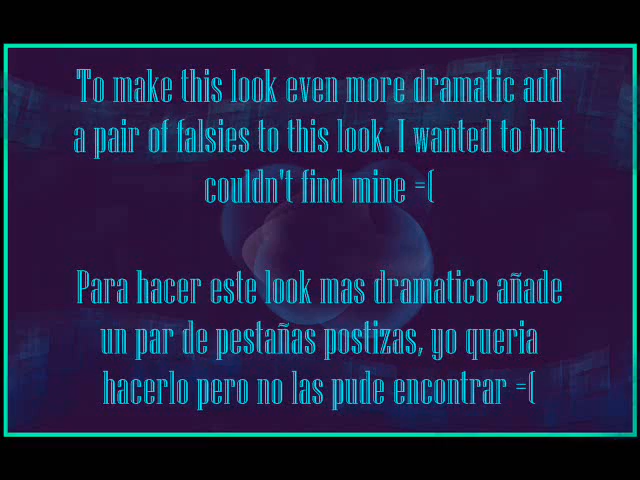 To make this look even more dramatic add
a pair of falsies to this look. I wanted to but
couldn't find mine =(
Para hacer este look mas dramatico añade
un par de pestañas postizas, yo queria
hacerlo pero no las pude encontrar =(